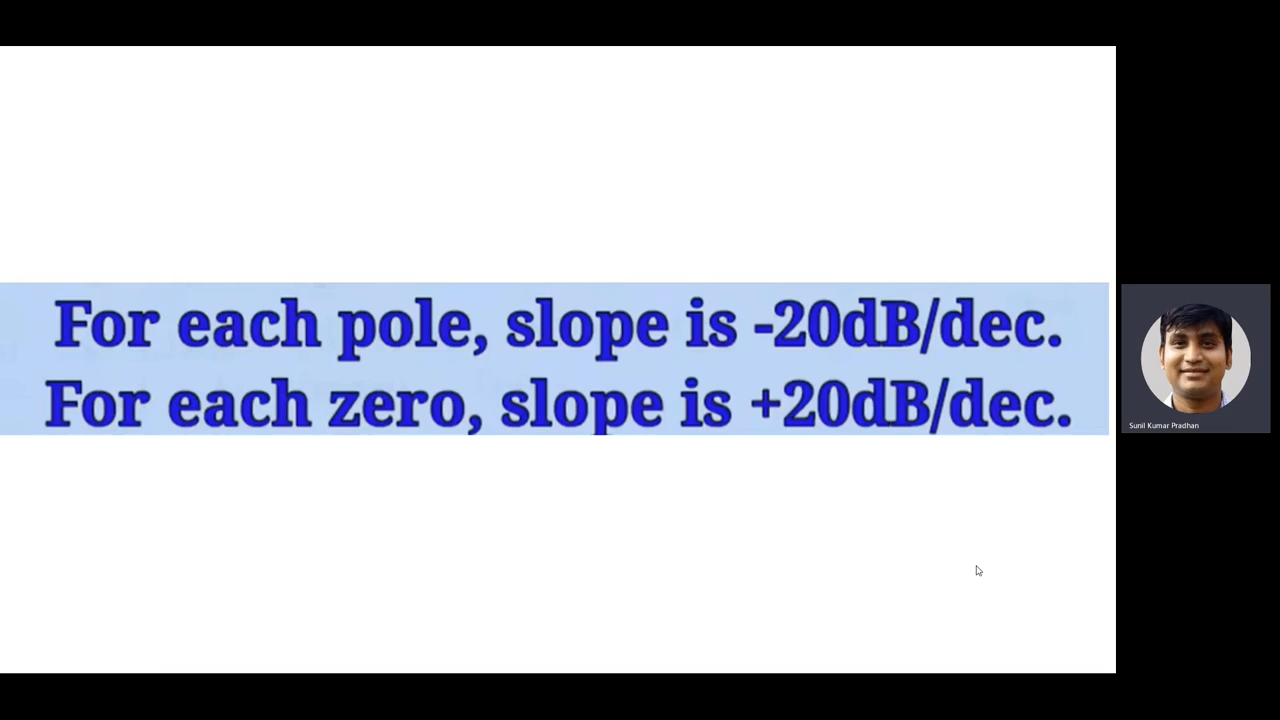 For each pole, slope is -20dB/dec.
For each zero, slope is +20dB/dec.
Sunil Kumar Pradhan